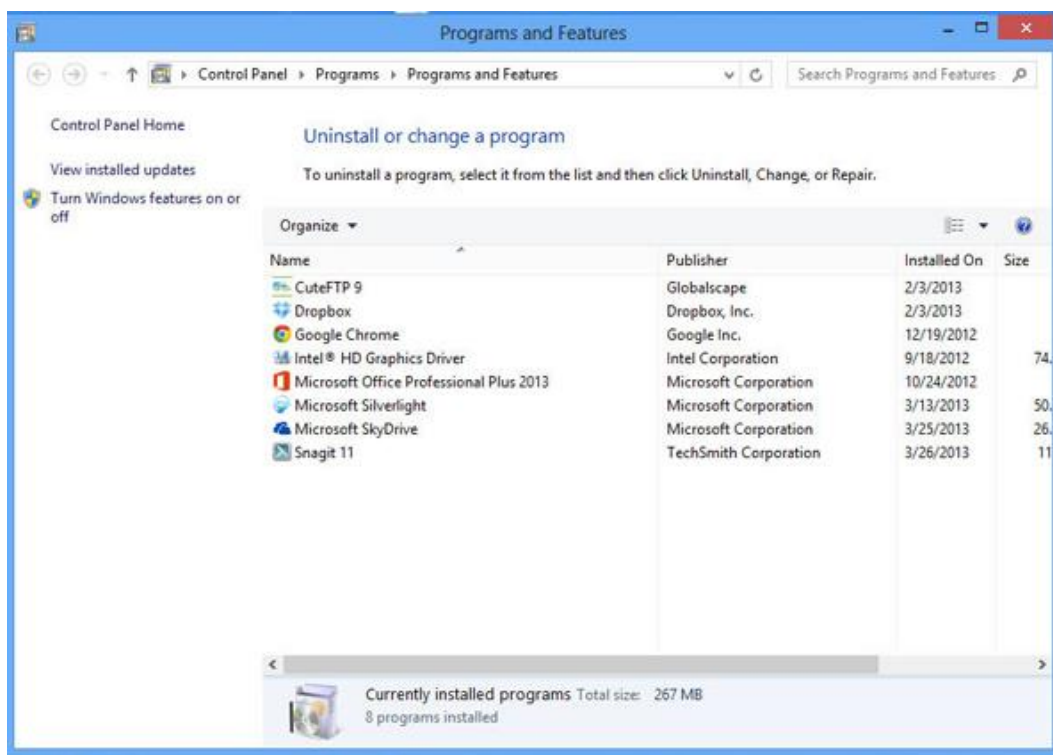 Programs and Features
Control Panel Programs Programs and Features
Search Programs and Features
Control Panel Home
View installed updates
Turn Windows features on or
off
Uninstall or change a program
To uninstall a program, select it from the list and then click Uninstall, Change, or Repair.
Organize
Name Publisher Installed On Size
CuteFTP 9 Globalscape 2/3/2013
Dropbox Dropbox, Inc. 2/3/2013
Google Chrome Google Inc. 12/19/2012
Intel® HD Graphics Driver Intel Corporation 9/18/2012 74.
Microsoft Office Professional Plus 2013 Microsoft Corporation 10/24/2012
Microsoft Silverlight Microsoft Corporation 3/13/2013 50.
Microsoft SkyDrive Microsoft Corporation 3/25/2013 26.
Snagit 11 TechSmith Corporation 3/26/2013 11
Currently installed programs Total size: 267 MB
8 programs installed